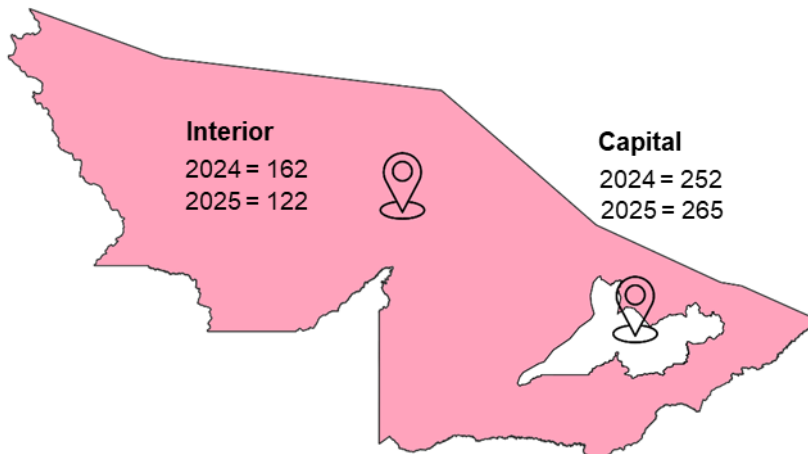 Interior
2024 = 162
2025 = 122
Capital
2024 = 252
2025 = 265